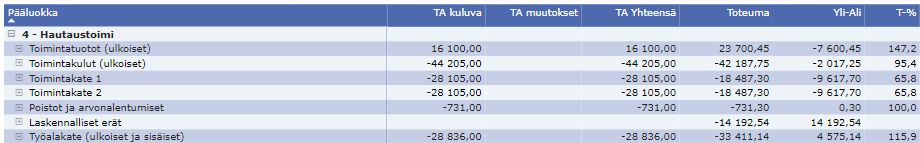 Pääluokka TA kuluva TA muutokset TA Yhteensä Toteuma Yli-Ali T-%
4 - Hautaustoimi
Toimintatuotot (ulkoiset) 16 100,00 16 100,00 23 700,45 -7 600,45 147,2
Toimintakulut (ulkoiset) -44 205,00 -44 205,00 -42 187,75 -2 017,25 95,4
Toimintakate 1 -28 105,00 -28 105,00 -18 487,30 -9 617,70 65,8
Toimintakate 2 -28 105,00 -28 105,00 -18 487,30 -9 617,70 65,8
Poistot ja arvonalentumiset -731,00 -731,00 -731,30 0,30 100,0
Laskennalliset erät -14 192,54 14 192,54
Työalakate (ulkoiset ja sisäiset) -28 836,00 -28 836,00 -33 411,14 4 575,14 115,9